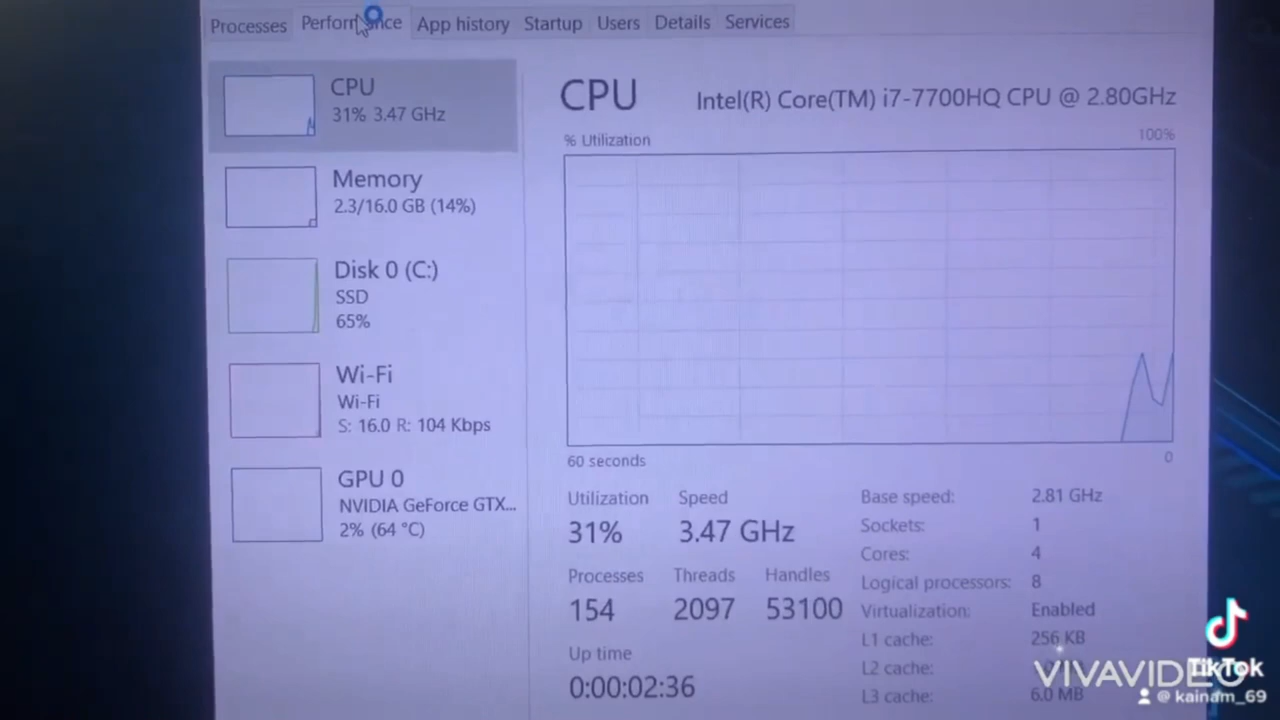 Processes Performance App history Startup Users Details Services
CPU
31% 3.47 GHz
Memory
2.3/16.0 GB (14%)
Disk 0 (C:)
SSD
65%
Wi-Fi
Wi-Fi
S: 16.0 R: 104 Kbps
GPU 0
NVIDIA GeForce GTX...
2% (64 °C)
CPU Intel(R) Core(TM) i7-7700HQ CPU @ 2.80GHz
% Utilization 100%
60 seconds 0
Utilization Speed
31% 3.47 GHz
Processes Threads Handles
154 2097 53100
Up time
0:00:02:36
Base speed: 2.81 GHz
Sockets: 1
Cores: 4
Logical processors: 8
Virtualization: Enabled
L1 cache: 256 KB
L2 cache:
L3 cache: 6.0 MB
VIVAVIDEO
TikTok
@ kainam_69